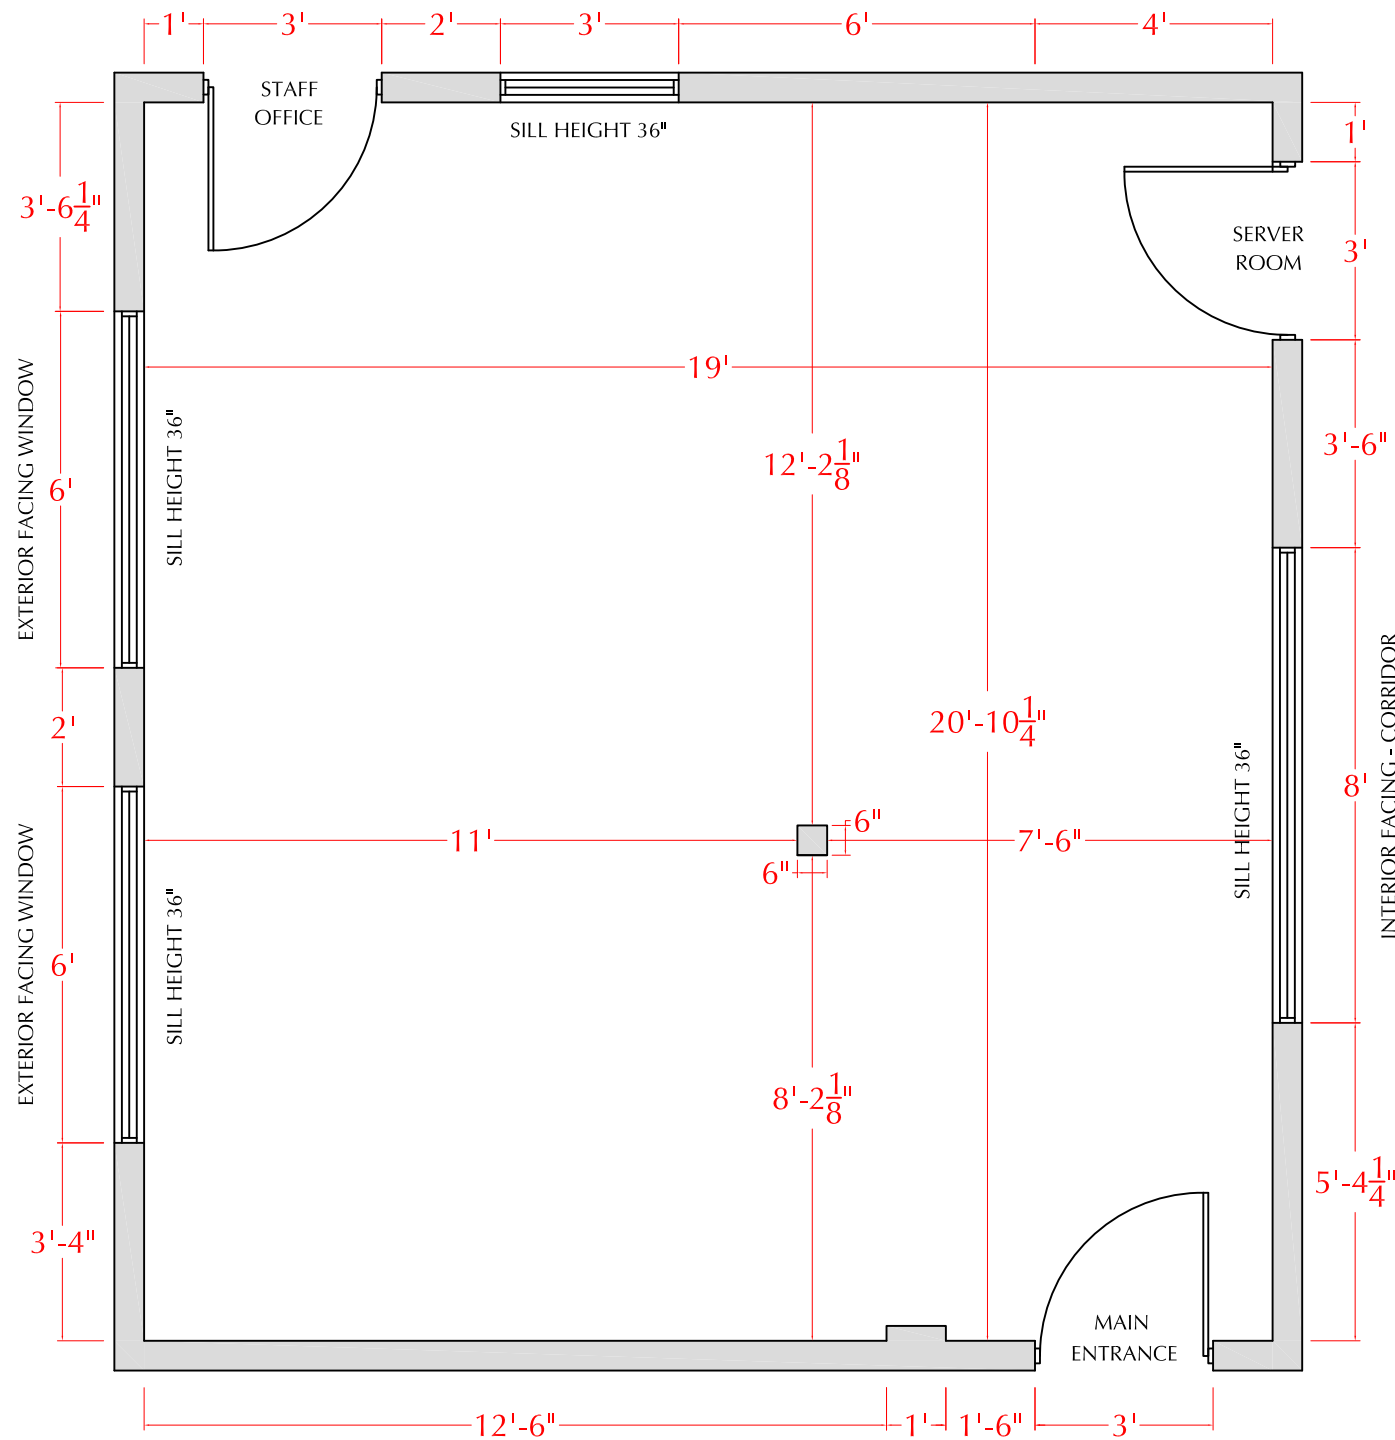 1'
3'
2'
3'
6'
4'
STAFF
OFFICE
SILL HEIGHT 36"
1'
3'-6 1/4"
SERVER
ROOM
3'
19'
EXTERIOR FACING WINDOW
6'
SILL HEIGHT 36"
12'-2 1/8"
3'-6"
2'
20'-10 1/4"
SILL HEIGHT 36"
8'
INTERIOR FACING - CORRIDOR
11'
6"
6"
7'-6"
EXTERIOR FACING WINDOW
6'
SILL HEIGHT 36"
8'-2 1/8"
5'-4 1/4"
3'-4"
MAIN
ENTRANCE
12'-6"
1'
1'-6"
3'